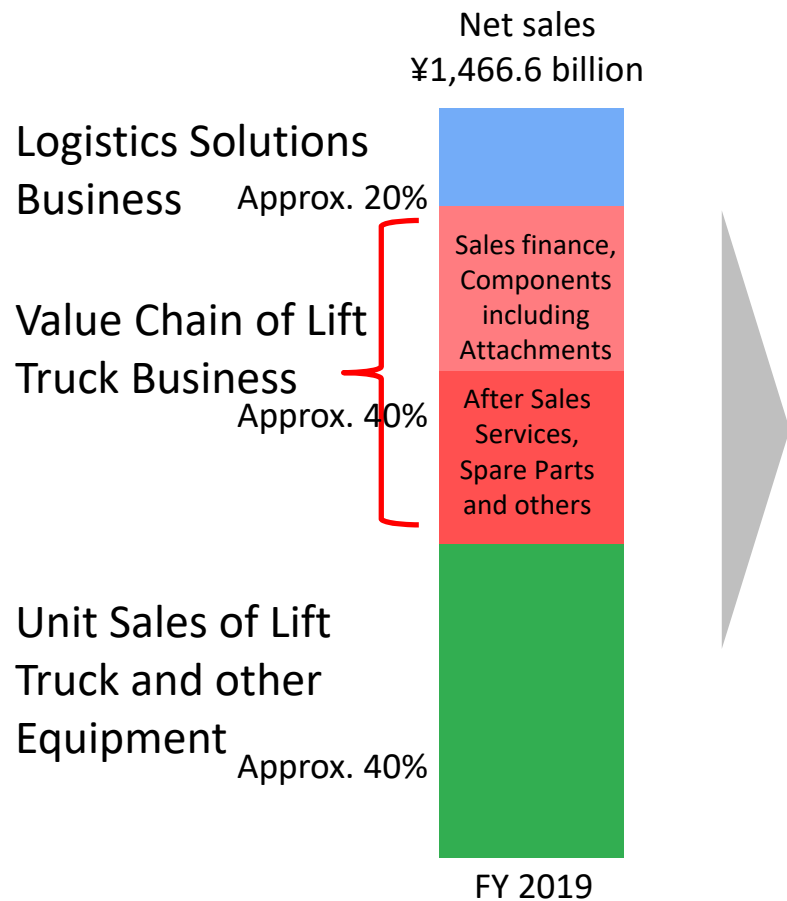 Net sales
¥1,466.6 billion
Logistics Solutions
Business
Approx. 20%
Sales finance,
Components
including
Attachments
Value Chain of Lift
Truck Business
Approx. 40%
After Sales
Services,
Spare Parts
and others
Unit Sales of Lift
Truck and other
Equipment
Approx. 40%
FY 2019